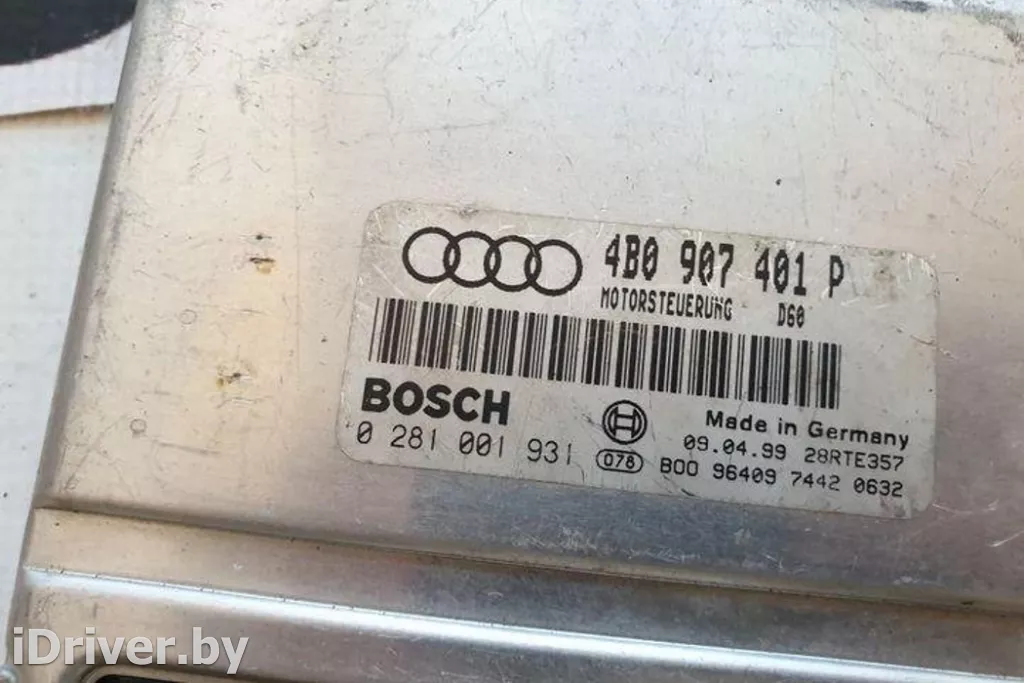 4B0 907 401 P
MOTORSTEUERUNG DG0
BOSCH
Made in Germany
0 281 001 931
09.04.99 28RTE357
078
B00 96409 7442 0632
iDriver.by